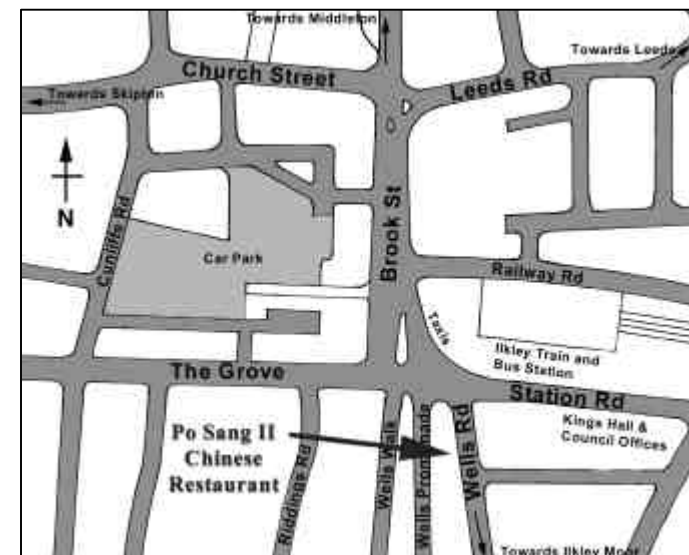 Towards Middleton
Church Street
Towards Leeds
Leeds Rd
Towards Skipton
N
Cunliffe Rd
Brook St
Car Park
Railway Rd
Taxis
Ilkley Train and
Bus Station
The Grove
Station Rd
Kings Hall &
Council Offices
Po Sang II
Chinese
Restaurant
Riddings Rd
Wells Walk
Wells Promenade
Wells Rd
Towards Ilkley Moor